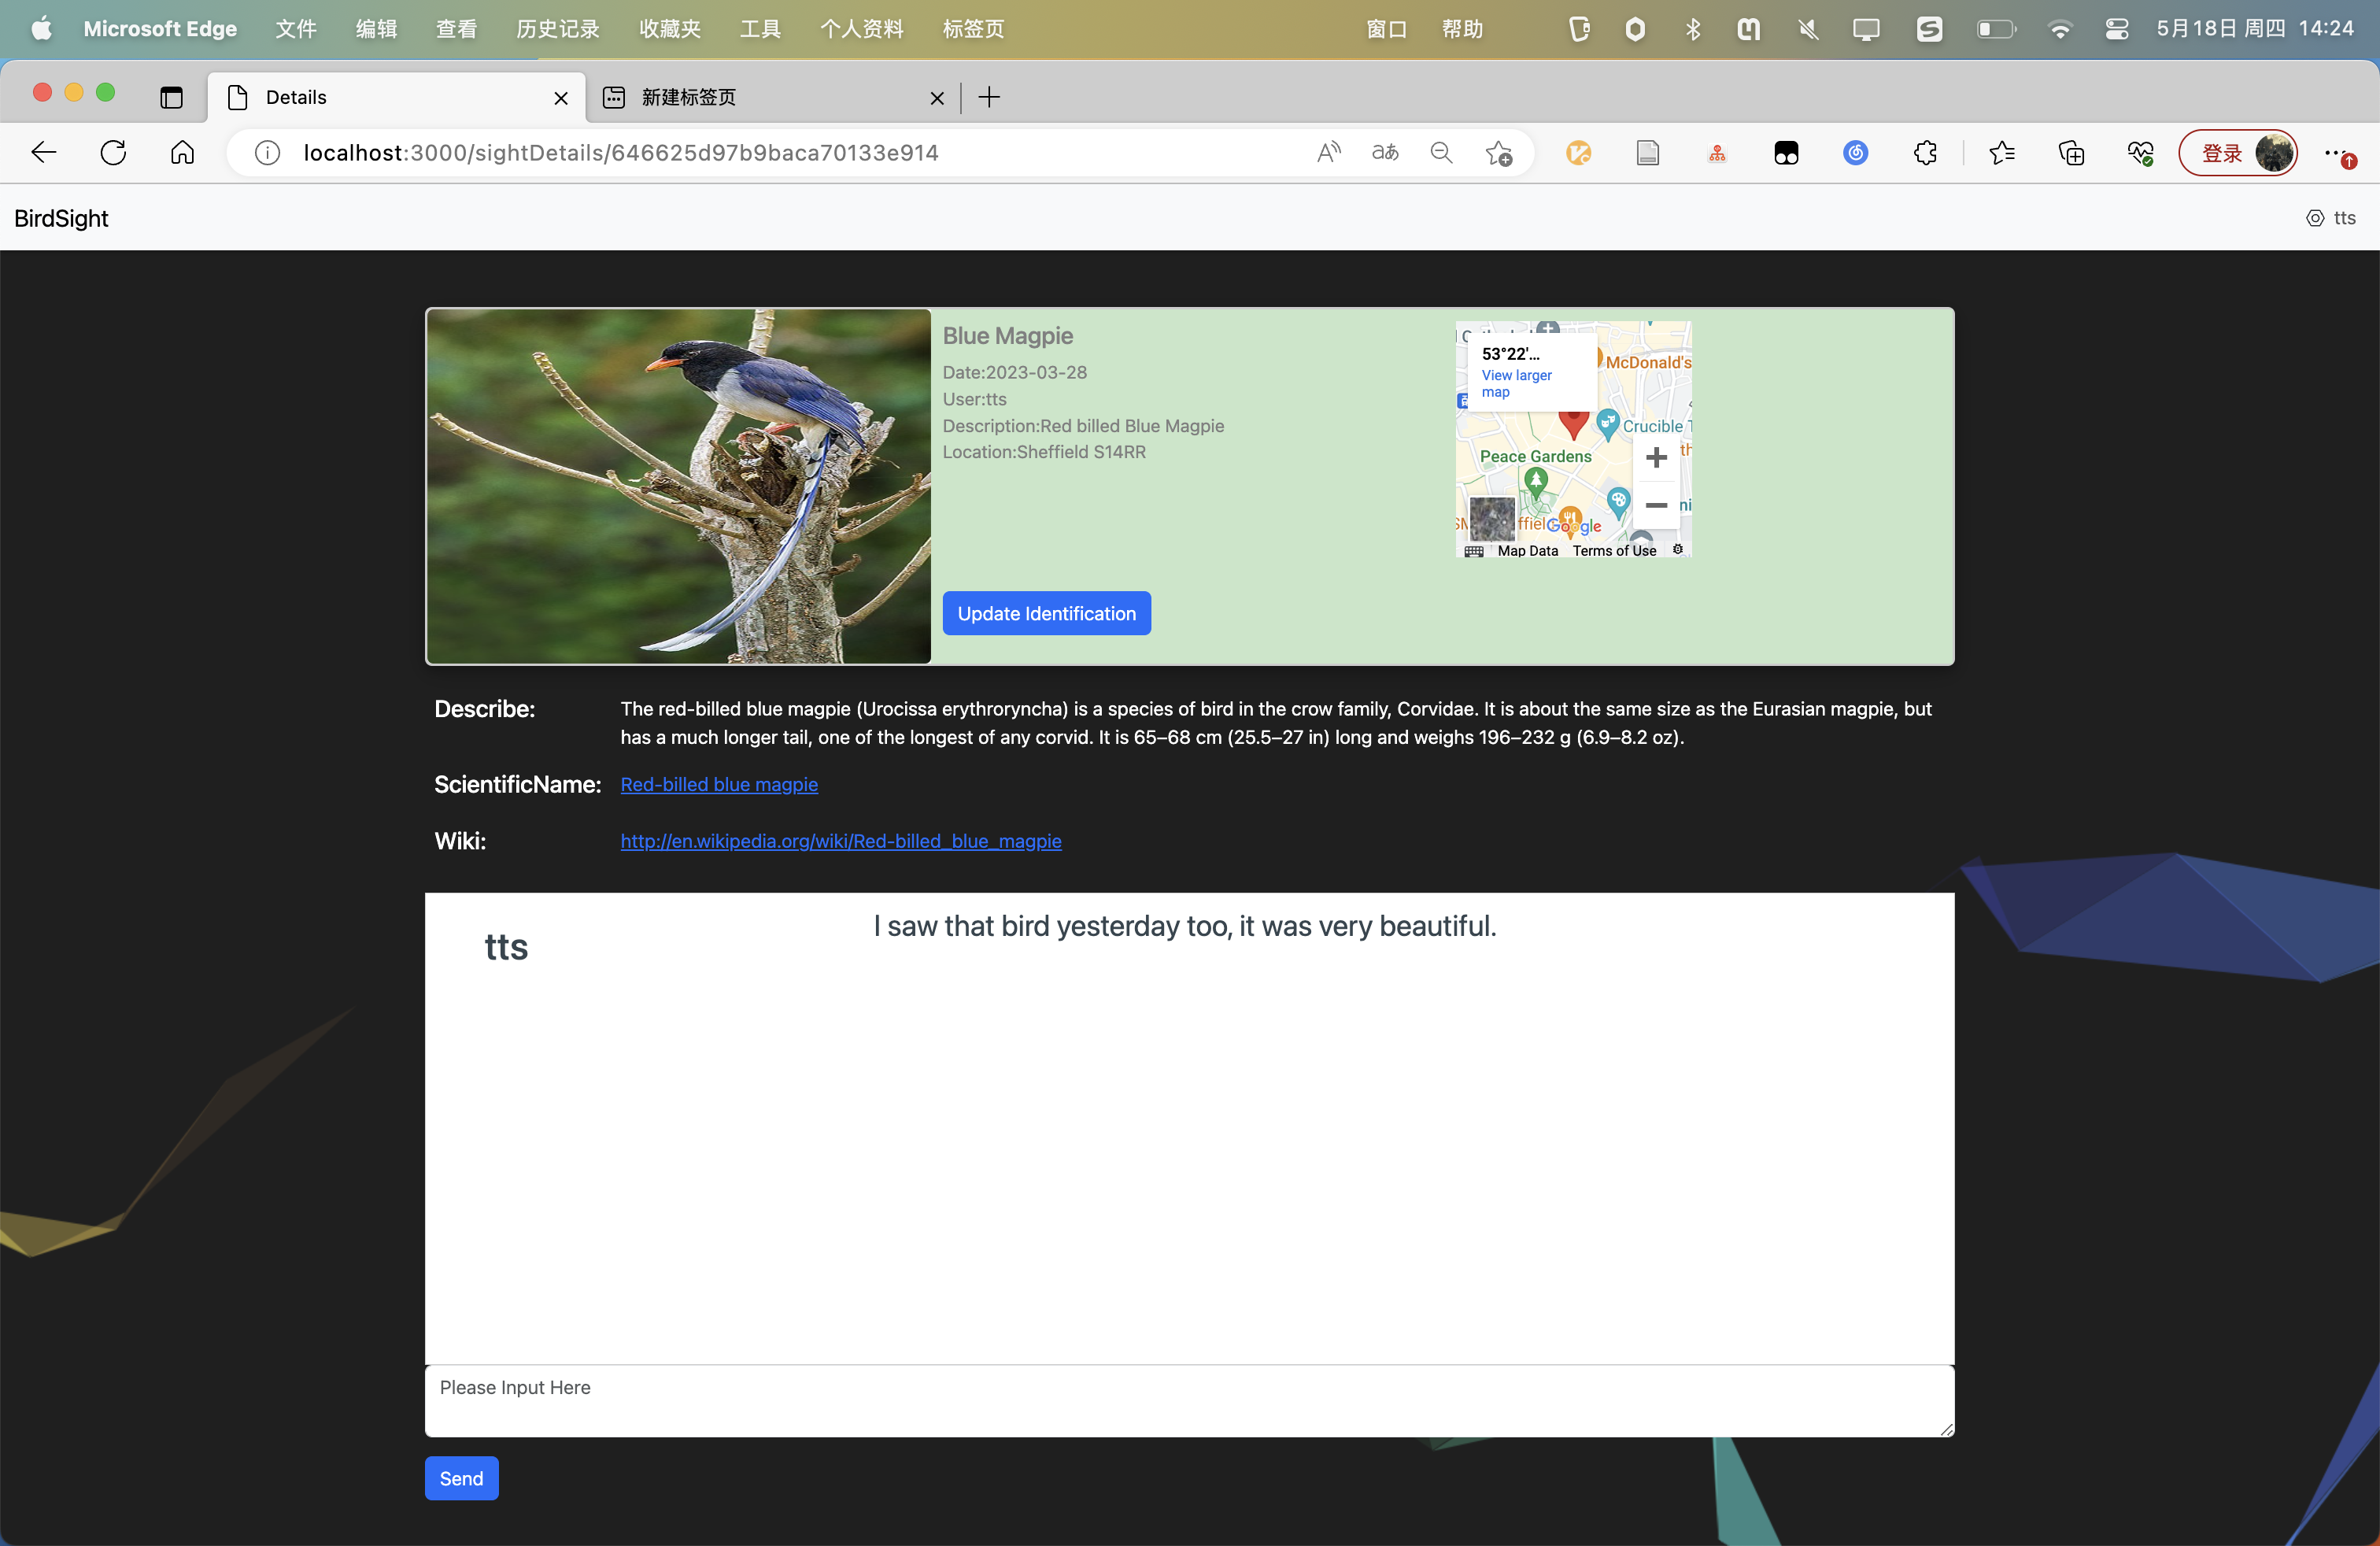 Microsoft Edge 文件 编辑 查看 历史记录 收藏夹 工具 个人资料 标签页 窗口 帮助 5月18日 周四 14:24
Details 新建标签页
localhost:3000/sightDetails/646625d97b9baca70133e914 登录
BirdSight tts
Blue Magpie
Date:2023-03-28
User:tts
Description:Red billed Blue Magpie
Location:Sheffield S14RR
53°22'...
View larger
map
McDonald's
Crucible
Peace Gardens
Google
Map Data Terms of Use
Update Identification
Describe: The red-billed blue magpie (Urocissa erythroryncha) is a species of bird in the crow family, Corvidae. It is about the same size as the Eurasian magpie, but
has a much longer tail, one of the longest of any corvid. It is 65–68 cm (25.5–27 in) long and weighs 196–232 g (6.9–8.2 oz).
ScientificName: Red-billed blue magpie
Wiki: http://en.wikipedia.org/wiki/Red-billed_blue_magpie
I saw that bird yesterday too, it was very beautiful.
tts
Please Input Here
Send